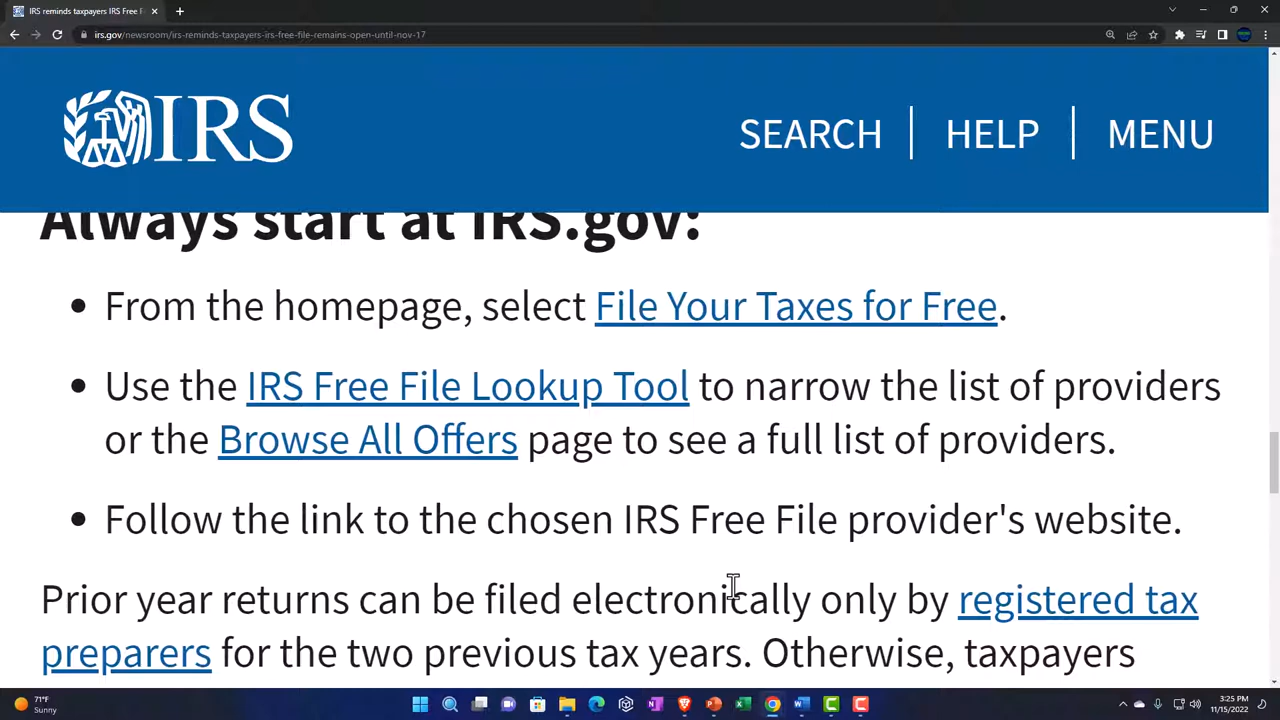 IRS reminds taxpayers IRS Free F
irs.gov/newsroom/irs-reminds-taxpayers-irs-free-file-remains-open-until-nov-17
IRS
SEARCH | HELP | MENU
Always start at IRS.gov:
• From the homepage, select File Your Taxes for Free.
• Use the IRS Free File Lookup Tool to narrow the list of providers
or the Browse All Offers page to see a full list of providers.
• Follow the link to the chosen IRS Free File provider's website.
Prior year returns can be filed electronically only by registered tax
preparers for the two previous tax years. Otherwise, taxpayers
71°F
Sunny
3:25 PM
11/15/2022